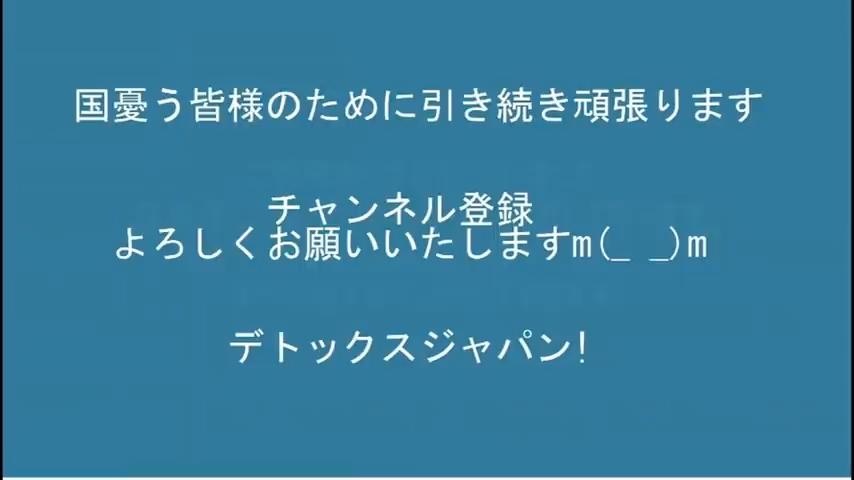 国憂う皆様のために引き続き頑張ります
チャンネル登録
よろしくお願いいたしますm(_ _)m
デトックスジャパン!